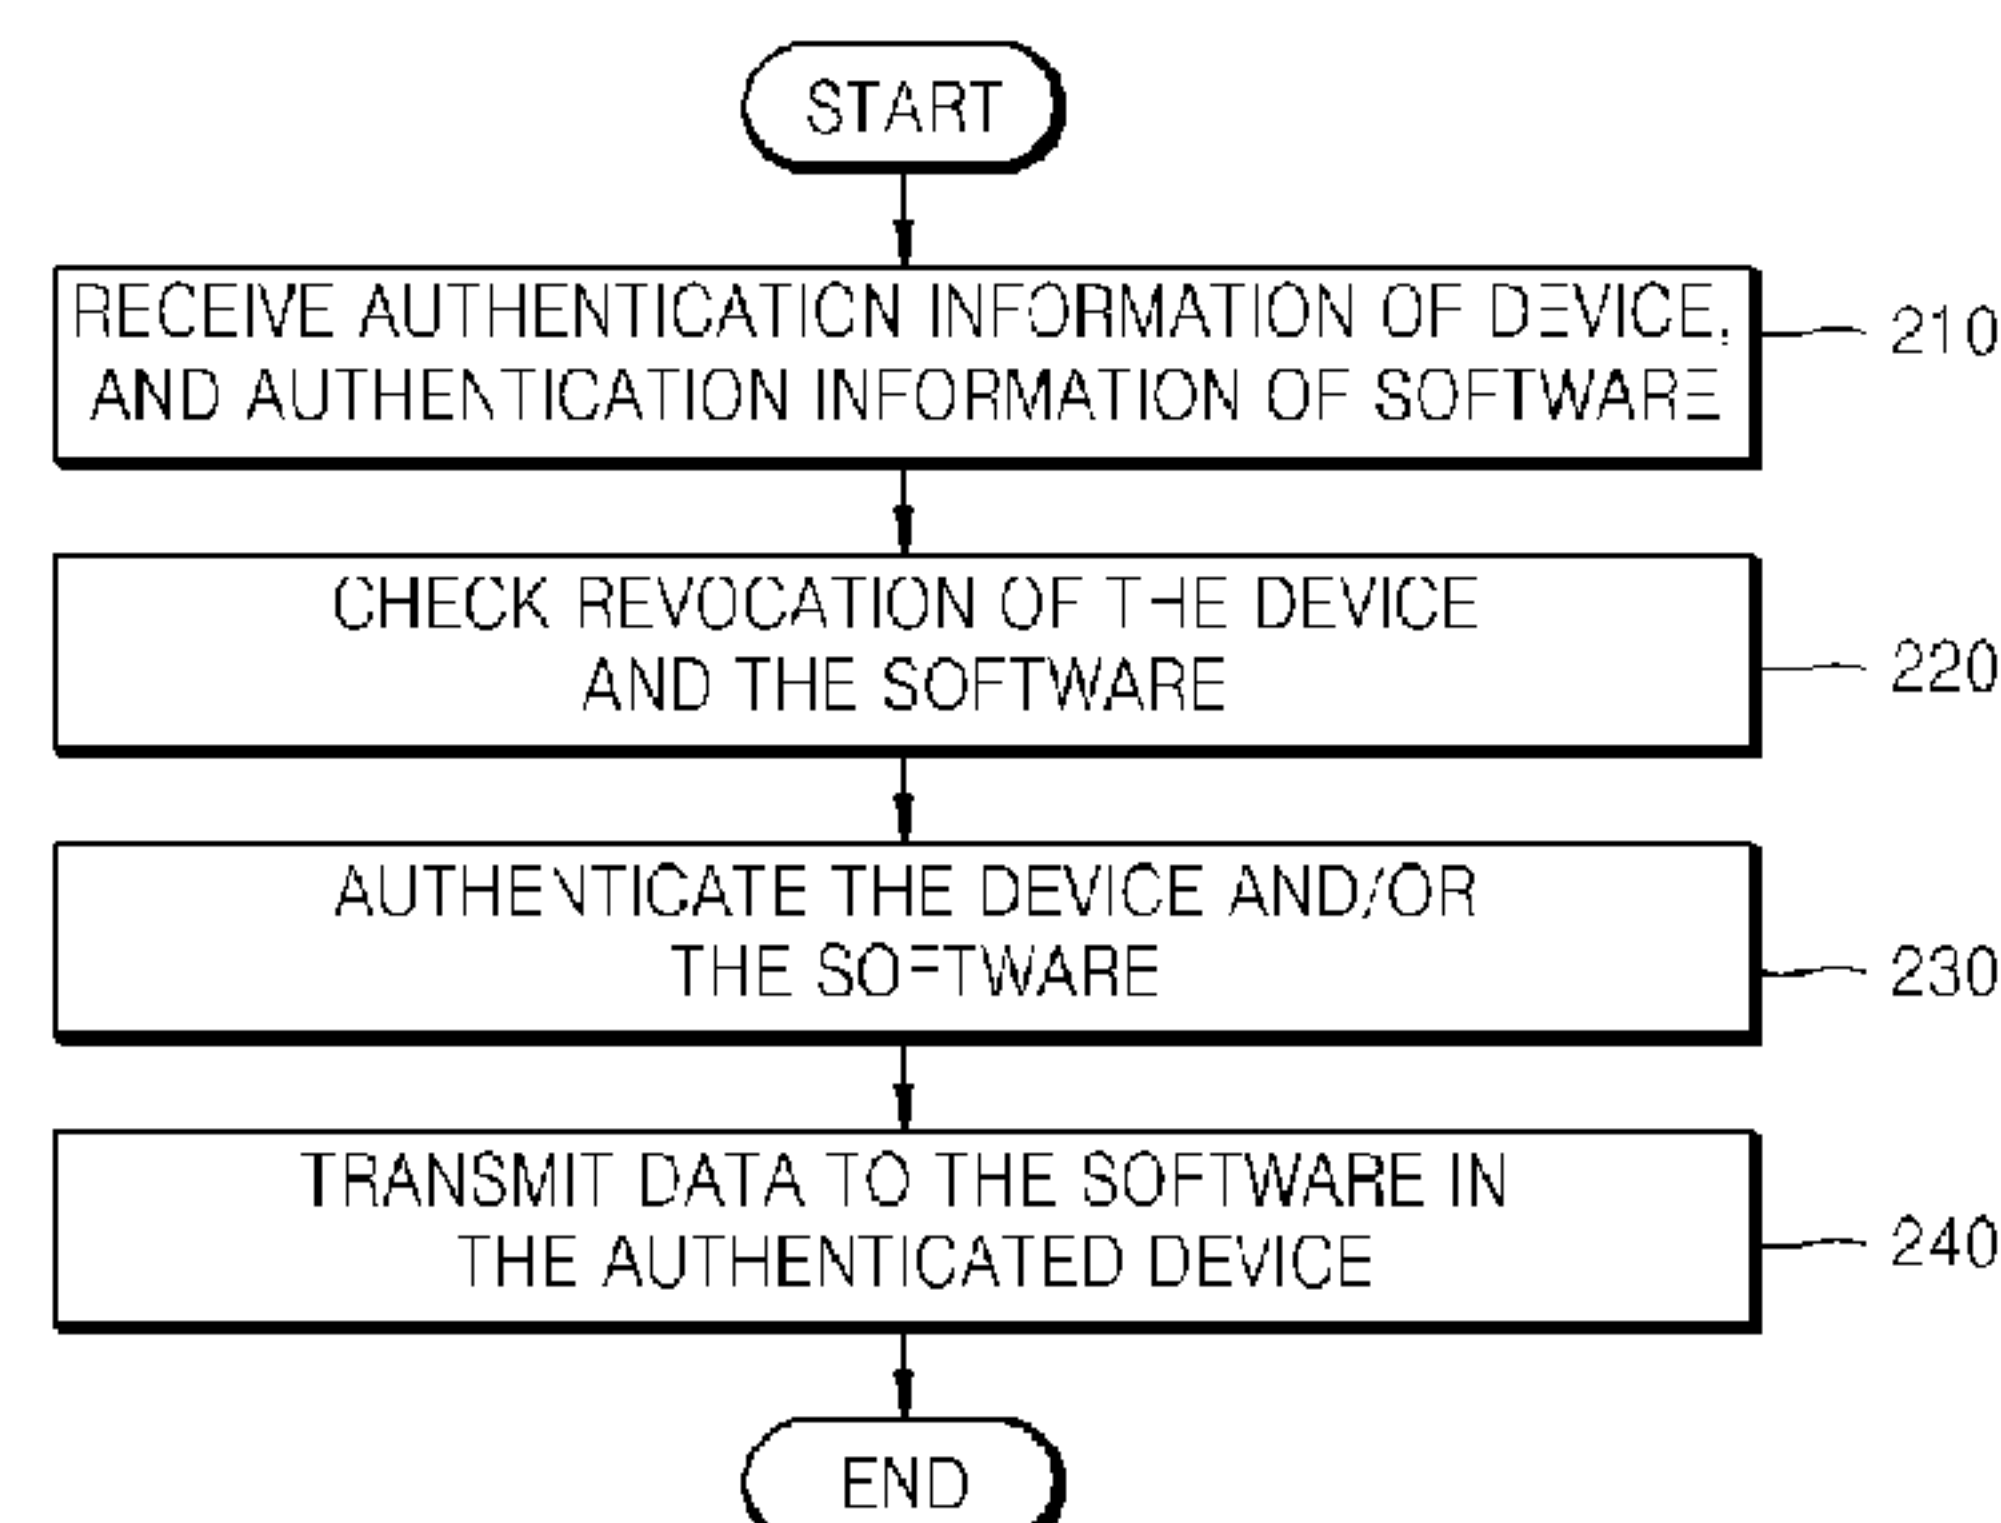 START
RECEIVE AUTHENTICATION INFORMATION OF DEVICE,
AND AUTHENTICATION INFORMATION OF SOFTWARE
210
CHECK REVOCATION OF THE DEVICE
AND THE SOFTWARE
220
AUTHENTICATE THE DEVICE AND/OR
THE SOFTWARE
230
TRANSMIT DATA TO THE SOFTWARE IN
THE AUTHENTICATED DEVICE
240
END